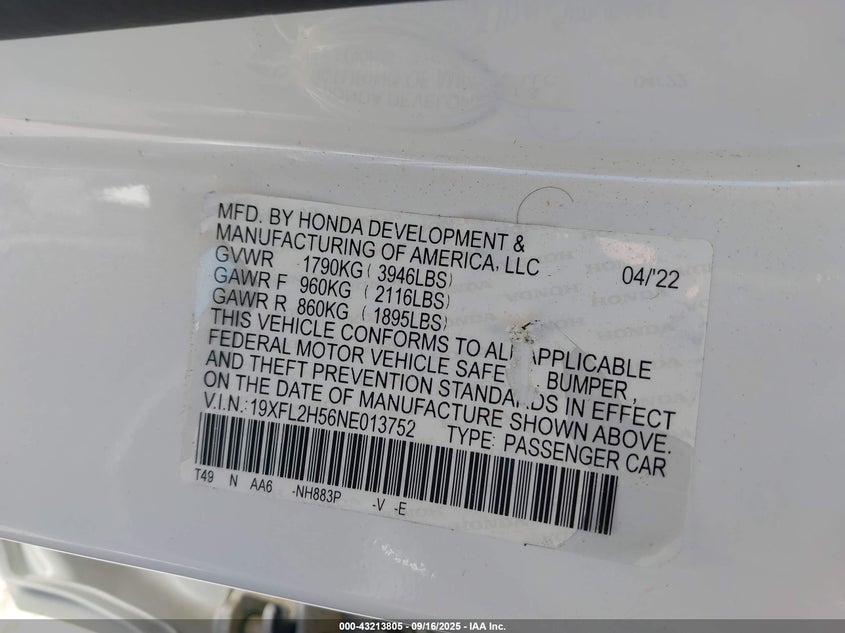 MFD. BY HONDA DEVELOPMENT &
MANUFACTURING OF AMERICA, LLC
04/'22
GVWR 1790KG ( 3946LBS)
GAWR F 960KG ( 2116LBS)
GAWR R 860KG ( 1895LBS)
THIS VEHICLE CONFORMS TO ALL APPLICABLE
FEDERAL MOTOR VEHICLE SAFE BUMPER,
AND THEFT PREVENTION STANDARDS IN EFFECT
ON THE DATE OF MANUFACTURE SHOWN ABOVE.
V.I.N.: 19XFL2H56NE013752 TYPE: PASSENGER CAR
T49 N AA6 -NH883P -V -E
000-43213805 - 09/16/2025 - IAA Inc.